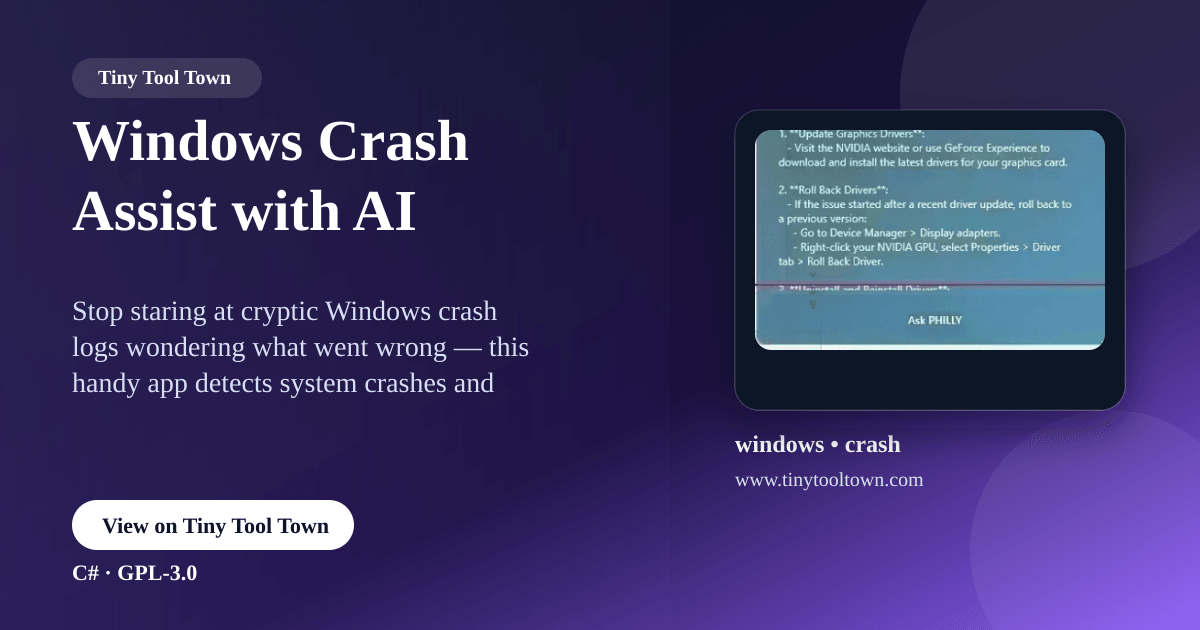 Tiny Tool Town
Windows Crash
Assist with AI
Stop staring at cryptic Windows crash
logs wondering what went wrong — this
handy app detects system crashes and
View on Tiny Tool Town
C# · GPL-3.0
1. **Update Graphics Drivers**:
- Visit the NVIDIA website or use GeForce Experience to
download and install the latest drivers for your graphics card.
2. **Roll Back Drivers**:
- If the issue started after a recent driver update, roll back to
a previous version:
- Go to Device Manager > Display adapters.
- Right-click your NVIDIA GPU, select Properties > Driver
tab > Roll Back Driver.
3. **Uninstall and Reinstall Drivers**:
Ask PHILLY
windows • crash
www.tinytooltown.com